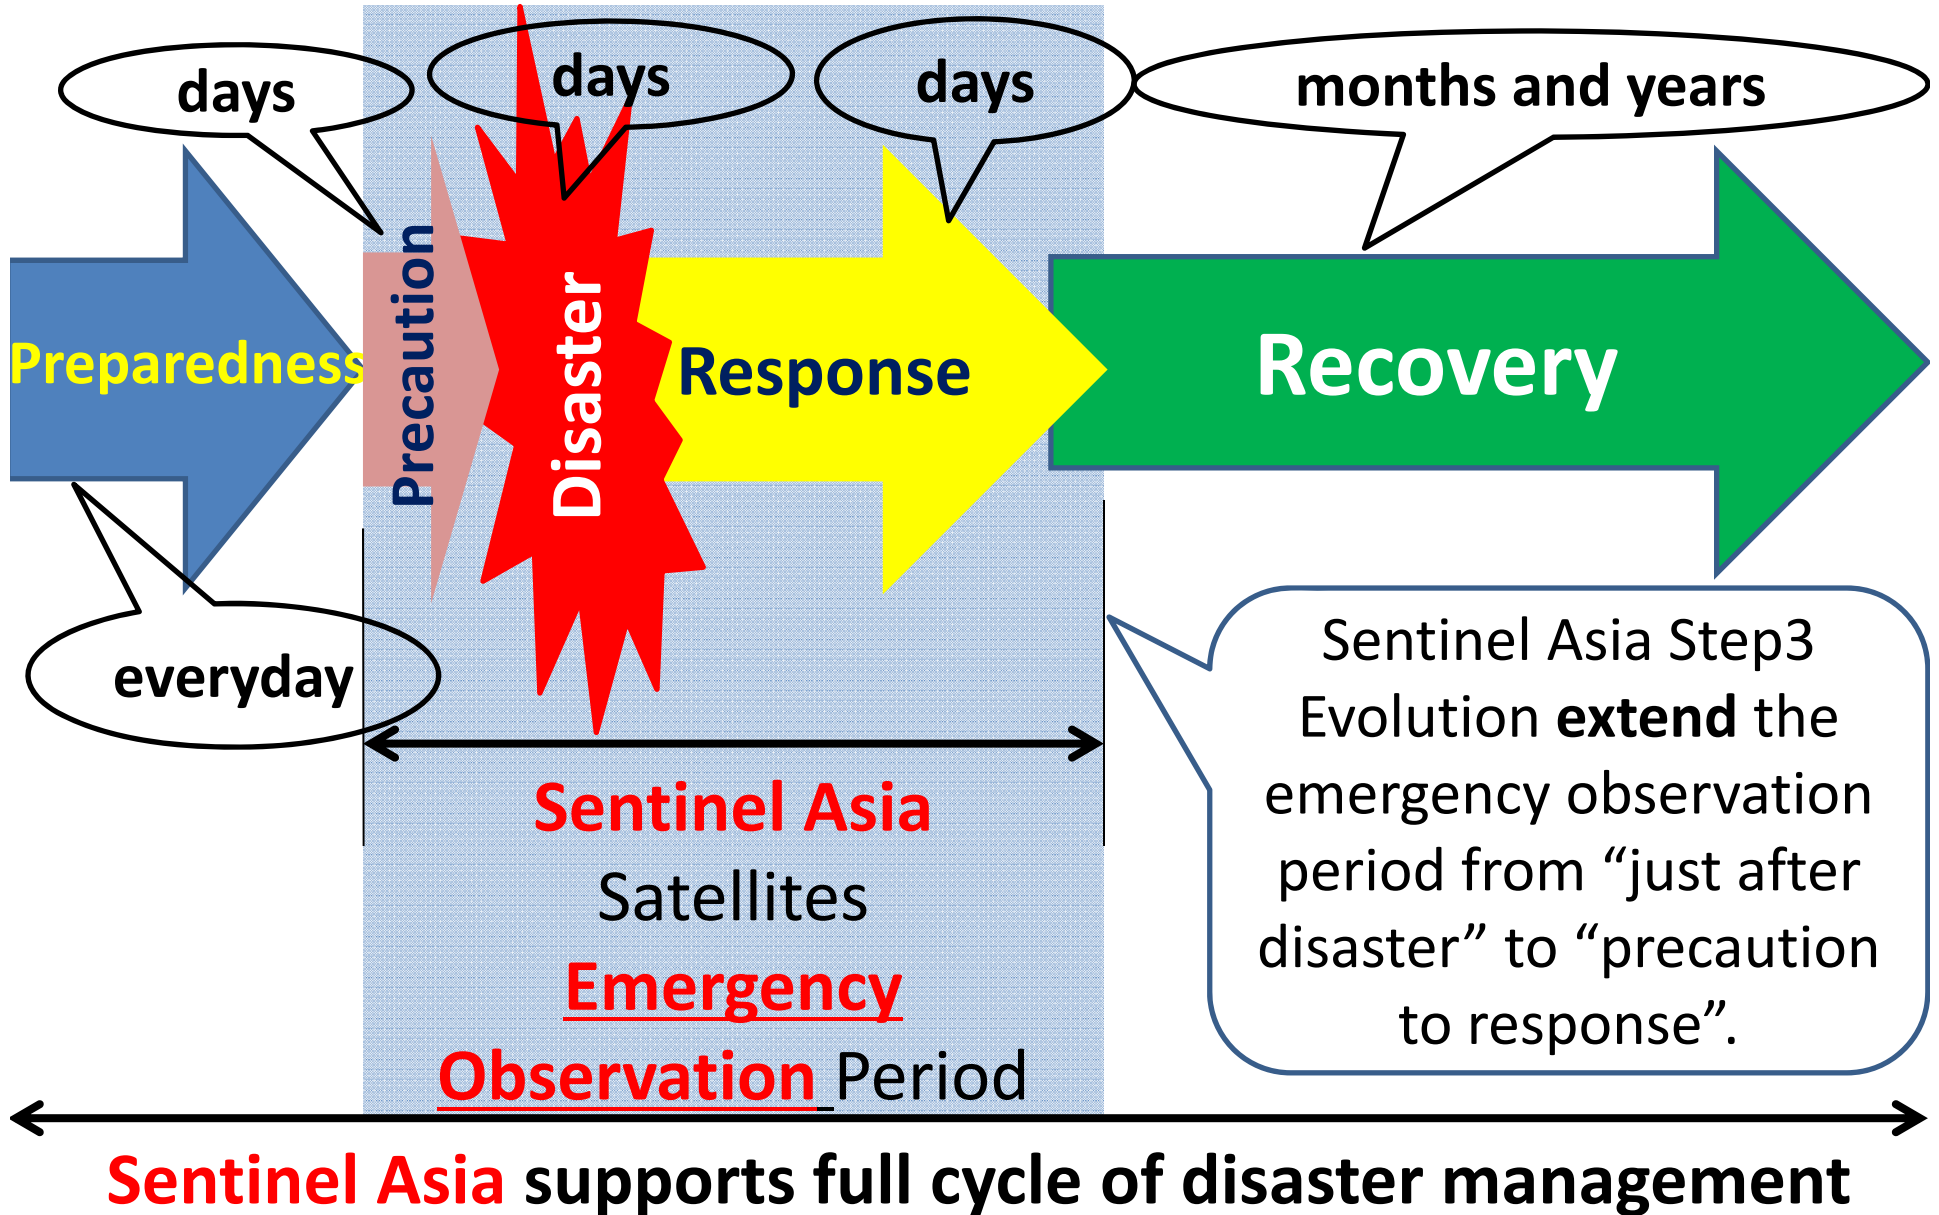 days
days
days
months and years
Preparedness
Precaution
Disaster
Response
Recovery
everyday
Sentinel Asia
Satellites
Emergency
Observation Period
Sentinel Asia Step3
Evolution extend the
emergency observation
period from “just after
disaster” to “precaution
to response”.
Sentinel Asia supports full cycle of disaster management